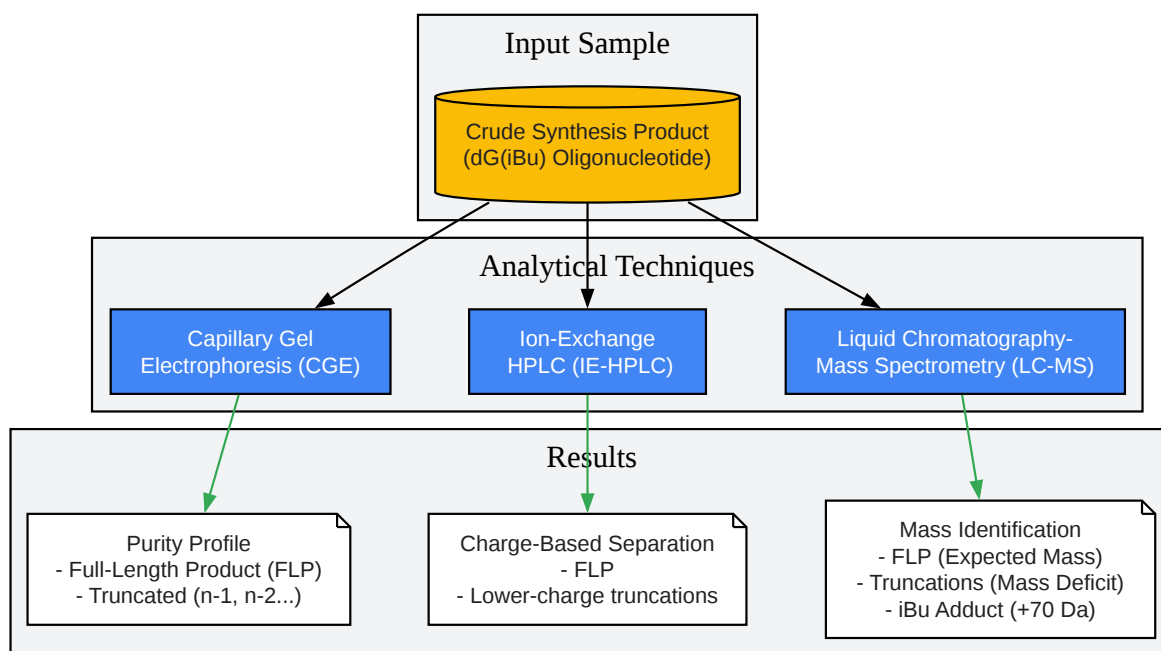 Input Sample
Crude Synthesis Product
(dG(iBu) Oligonucleotide)
Analytical Techniques
Capillary Gel
Electrophoresis (CGE)
Ion-Exchange
HPLC (IE-HPLC)
Liquid Chromatography-
Mass Spectrometry (LC-MS)
Results
Purity Profile
- Full-Length Product (FLP)
- Truncated (n-1, n-2...)
Charge-Based Separation
- FLP
- Lower-charge truncations
Mass Identification
- FLP (Expected Mass)
- Truncations (Mass Deficit)
- iBu Adduct (+70 Da)